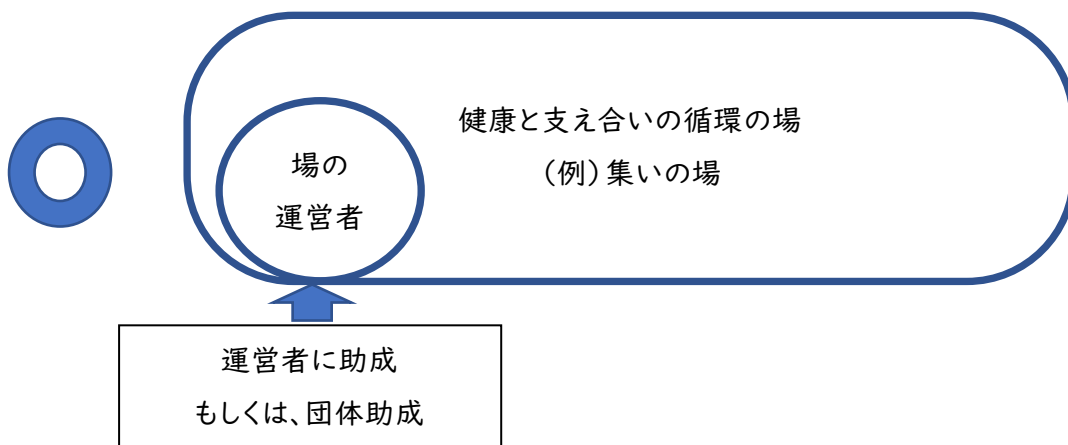 健康と支え合いの循環の場
（例）集いの場
場の
運営者
運営者に助成
もしくは、団体助成